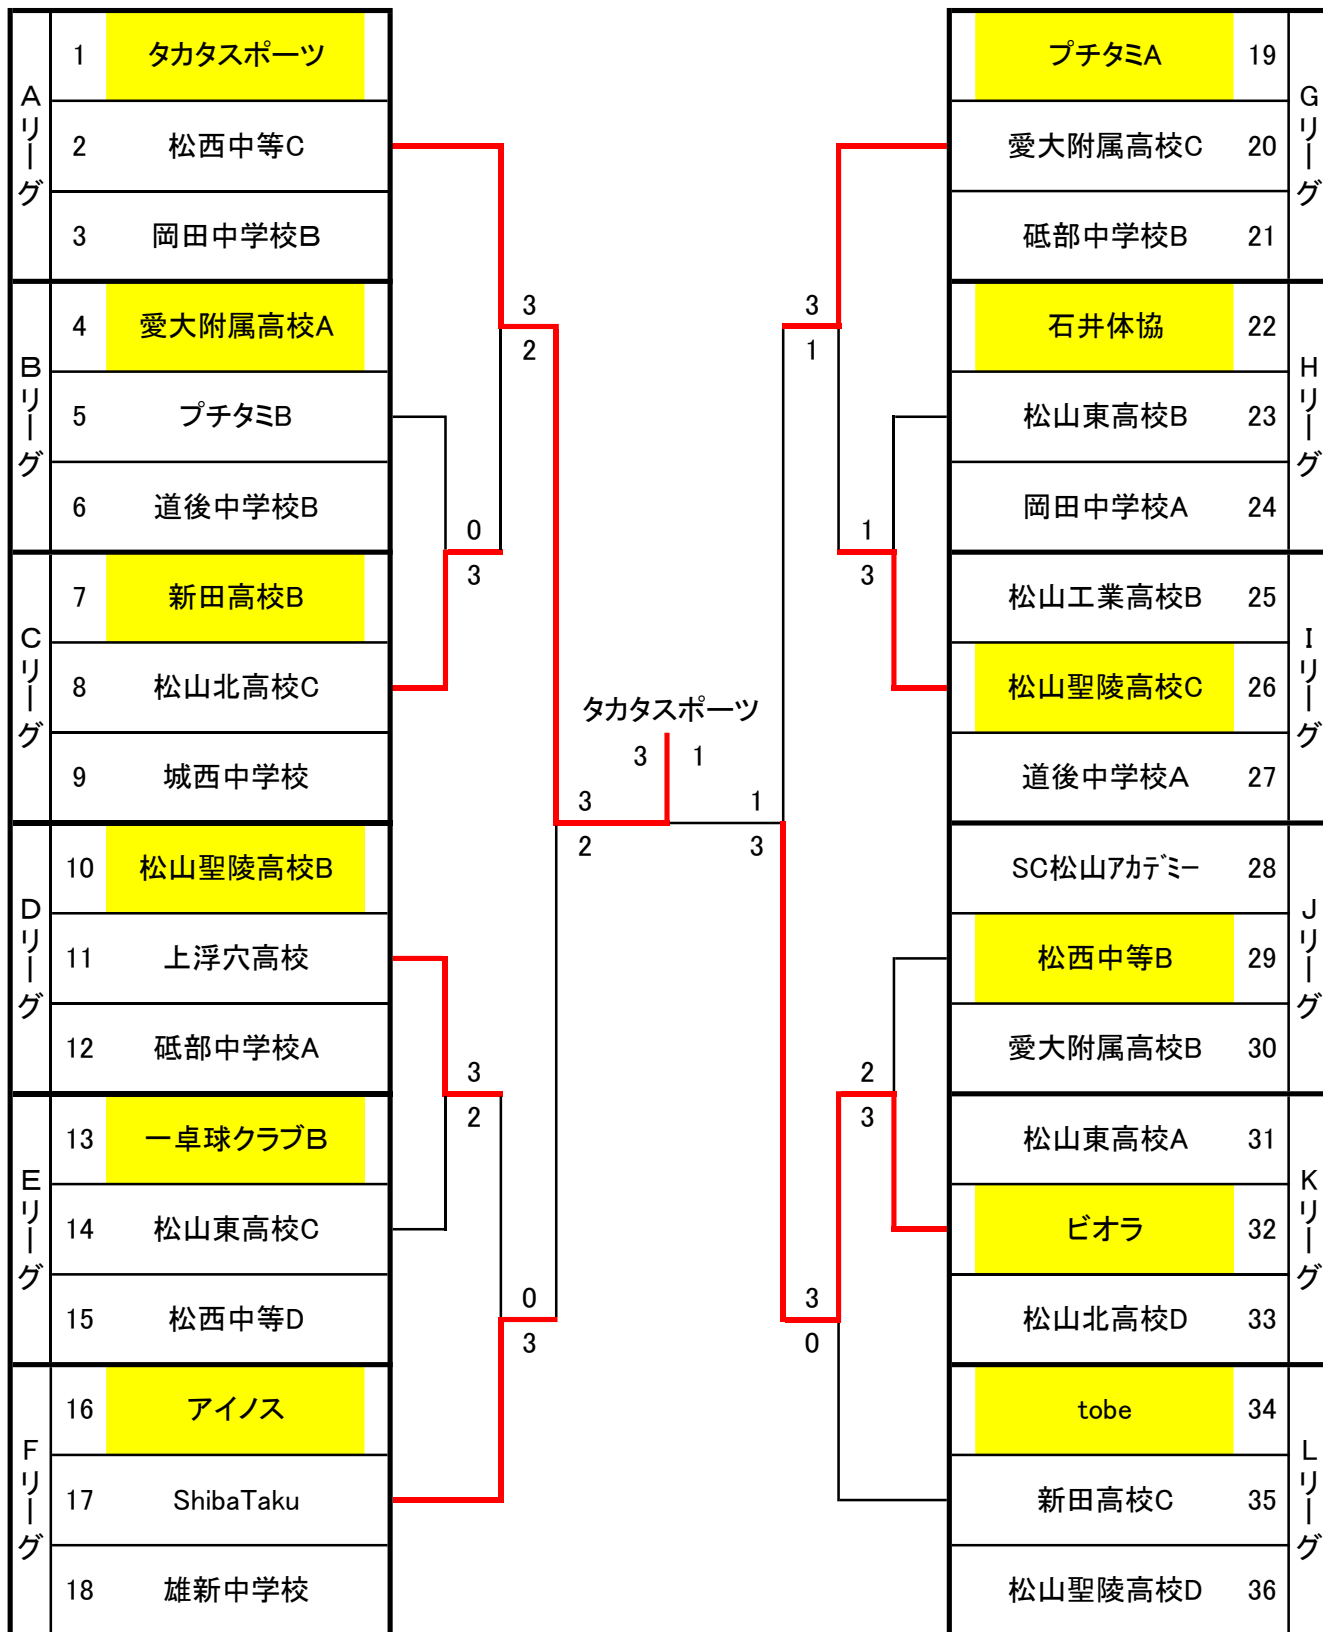 Aリーグ
1 タカタスポーツ
2 松西中等C
3 岡田中学校B
Bリーグ
4 愛大附属高校A
5 プチタミB
6 道後中学校B
Cリーグ
7 新田高校B
8 松山北高校C
9 城西中学校
Dリーグ
10 松山聖陵高校B
11 上浮穴高校
12 砥部中学校A
Eリーグ
13 一卓球クラブB
14 松山東高校C
15 松西中等D
Fリーグ
16 アイノス
17 ShibaTaku
18 雄新中学校
3
2
0
3
3
2
0
3
3
2
タカタスポーツ
3 1
1
3
3
1
1
3
2
3
3
0
プチタミA 19
愛大附属高校C 20
砥部中学校B 21
Gリーグ
石井体協 22
松山東高校B 23
岡田中学校A 24
Hリーグ
松山工業高校B 25
松山聖陵高校C 26
道後中学校A 27
Iリーグ
SC松山ｱｶﾃﾞﾐｰ 28
松西中等B 29
愛大附属高校B 30
Jリーグ
松山東高校A 31
ビオラ 32
松山北高校D 33
Kリーグ
tobe 34
新田高校C 35
松山聖陵高校D 36
Lリーグ